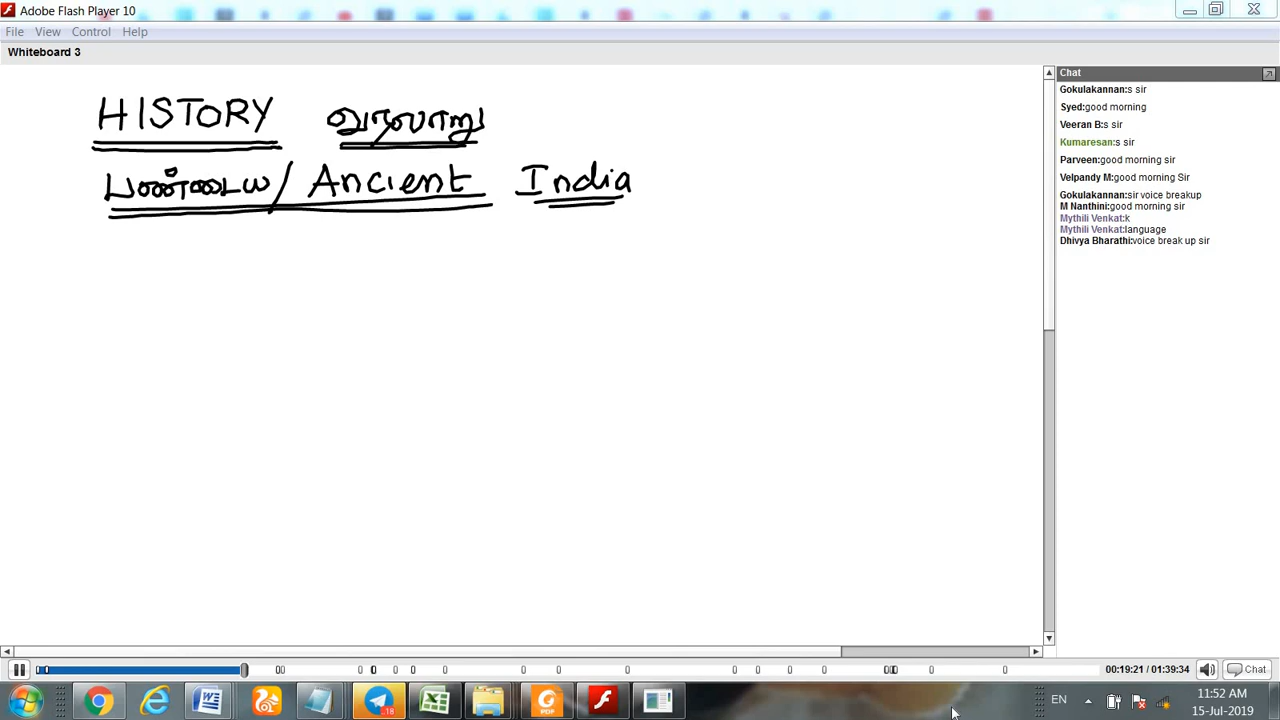 Adobe Flash Player 10
File View Control Help
Whiteboard 3
HISTORY வரலாறு
பண்டைய / Ancient India
Chat
Gokulakannan:s sir
Syed:good morning
Veeran B:s sir
Kumaresan:s sir
Parveen:good morning sir
Velpandy M:good morning Sir
Gokulakannan:sir voice breakup
M Nanthini:good morning sir
Mythili Venkat:k
Mythili Venkat:language
Dhivya Bharathi:voice break up sir
00:19:21 / 01:39:34 Chat
18
PDF
EN
11:52 AM
15-Jul-2019